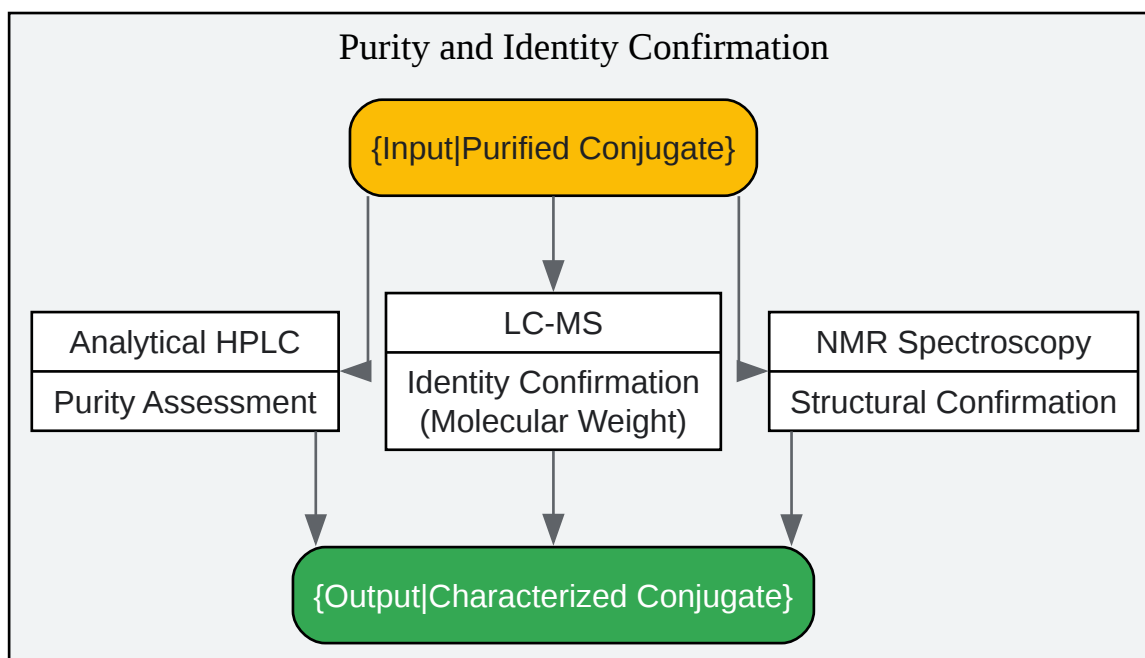 Purity and Identity Confirmation
{Input|Purified Conjugate}
Analytical HPLC
Purity Assessment
LC-MS
Identity Confirmation
(Molecular Weight)
NMR Spectroscopy
Structural Confirmation
{Output|Characterized Conjugate}